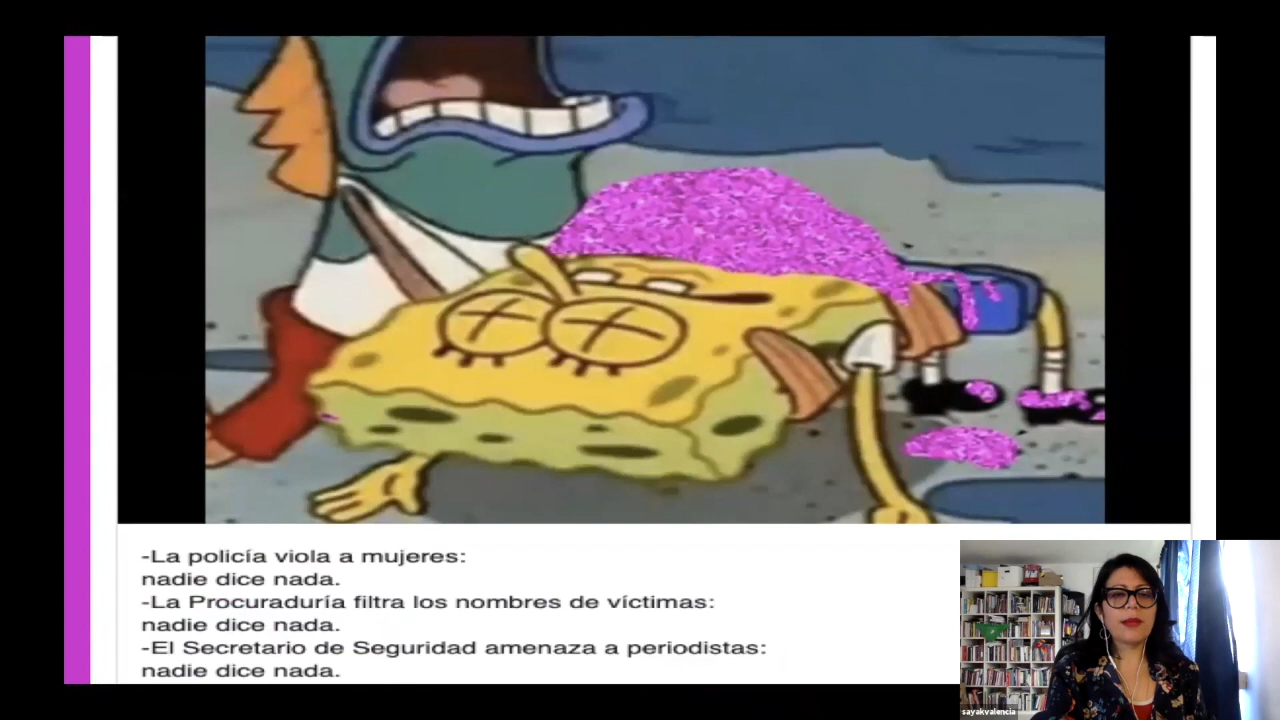 -La policía viola a mujeres:
nadie dice nada.
-La Procuraduría filtra los nombres de víctimas:
nadie dice nada.
-El Secretario de Seguridad amenaza a periodistas:
nadie dice nada.
sayakvalencia